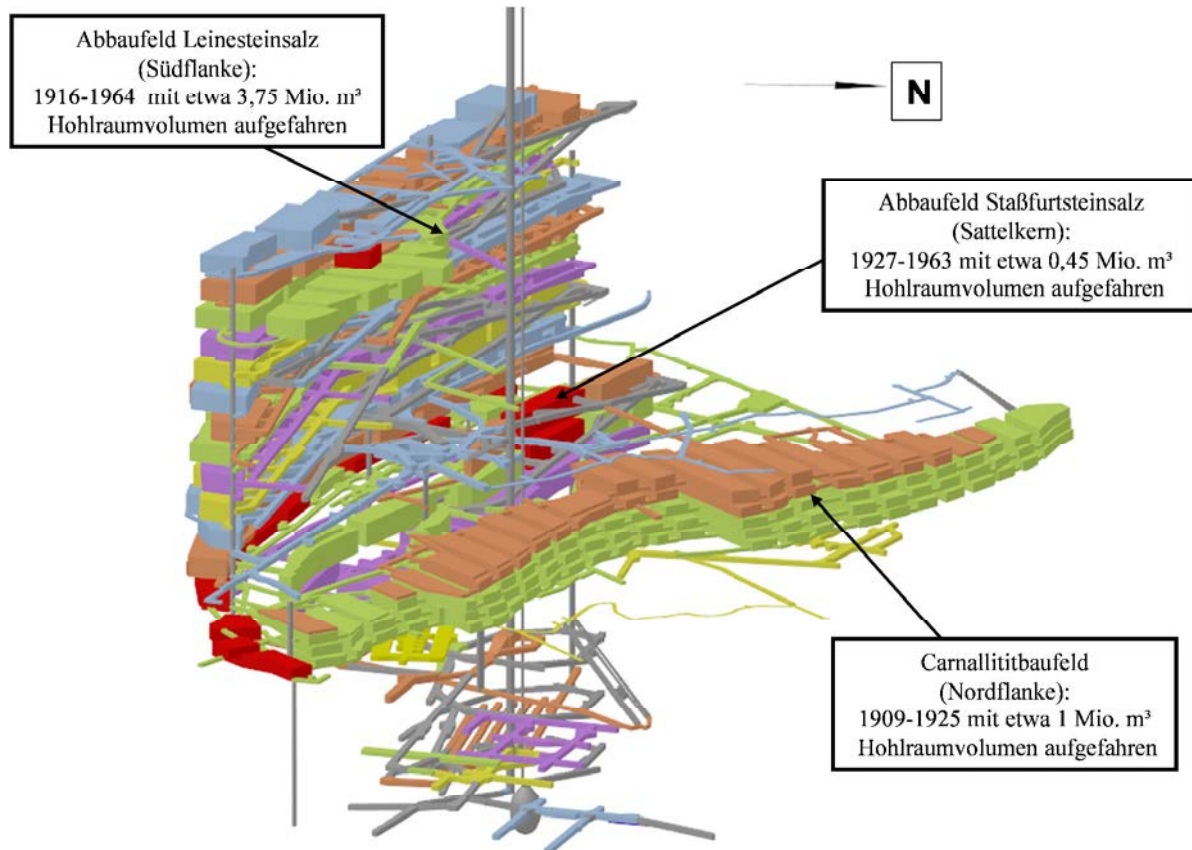 Abbaufeld Leinesteinsalz
(Südflanke):
1916-1964 mit etwa 3,75 Mio. m³
Hohlraumvolumen aufgefahren
N
Abbaufeld Staßfurtsteinsalz
(Sattelkern):
1927-1963 mit etwa 0,45 Mio. m³
Hohlraumvolumen aufgefahren
Carnallititbaufeld
(Nordflanke):
1909-1925 mit etwa 1 Mio. m³
Hohlraumvolumen aufgefahren